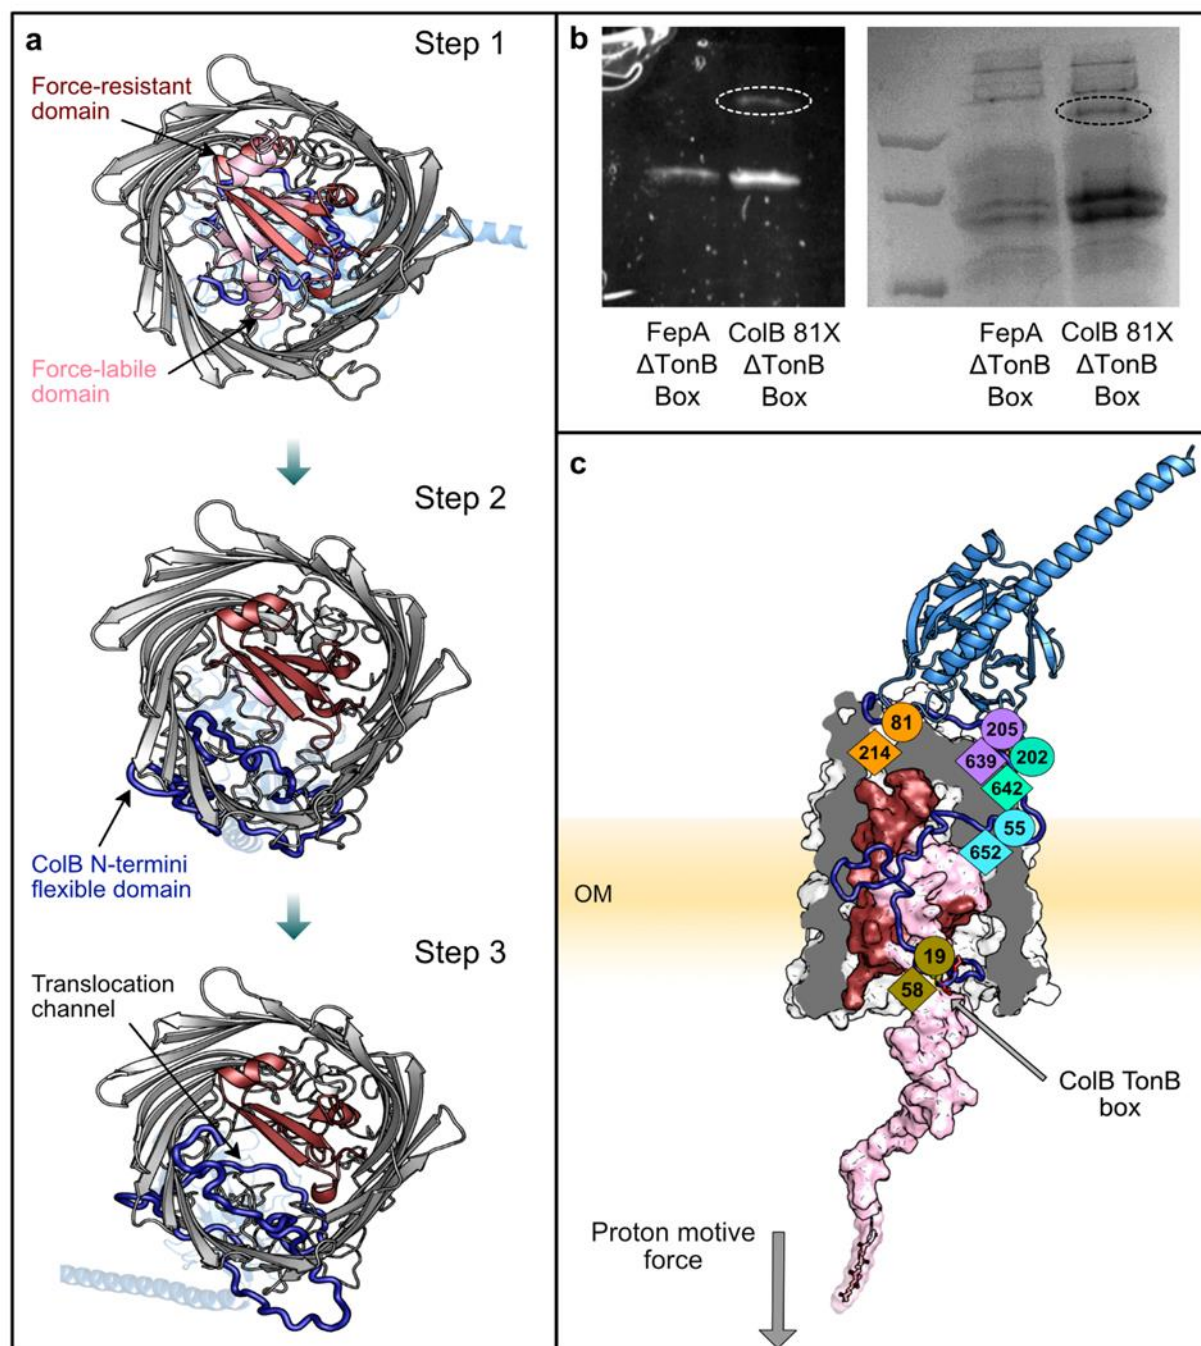 a
Step 1
Force-resistant
domain
Force-labile
domain
Step 2
ColB N-termini
flexible domain
Step 3
Translocation
channel
b
FepA
ΔTonB
Box
ColB 81X
ΔTonB
Box
FepA
ΔTonB
Box
ColB 81X
ΔTonB
Box
c
81
214
205
639
202
642
55
652
OM
19
58
ColB TonB
box
Proton motive
force